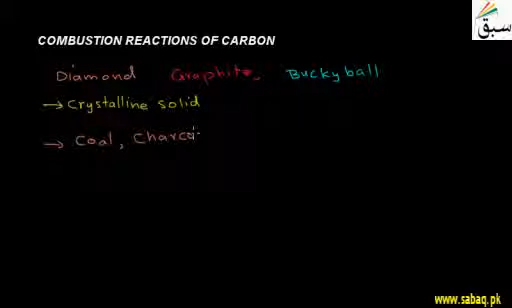 سبق
COMBUSTION REACTIONS OF CARBON
Diamond Graphite Bucky ball
→ Crystalline solid
→ Coal, Charco
www.sabaq.pk